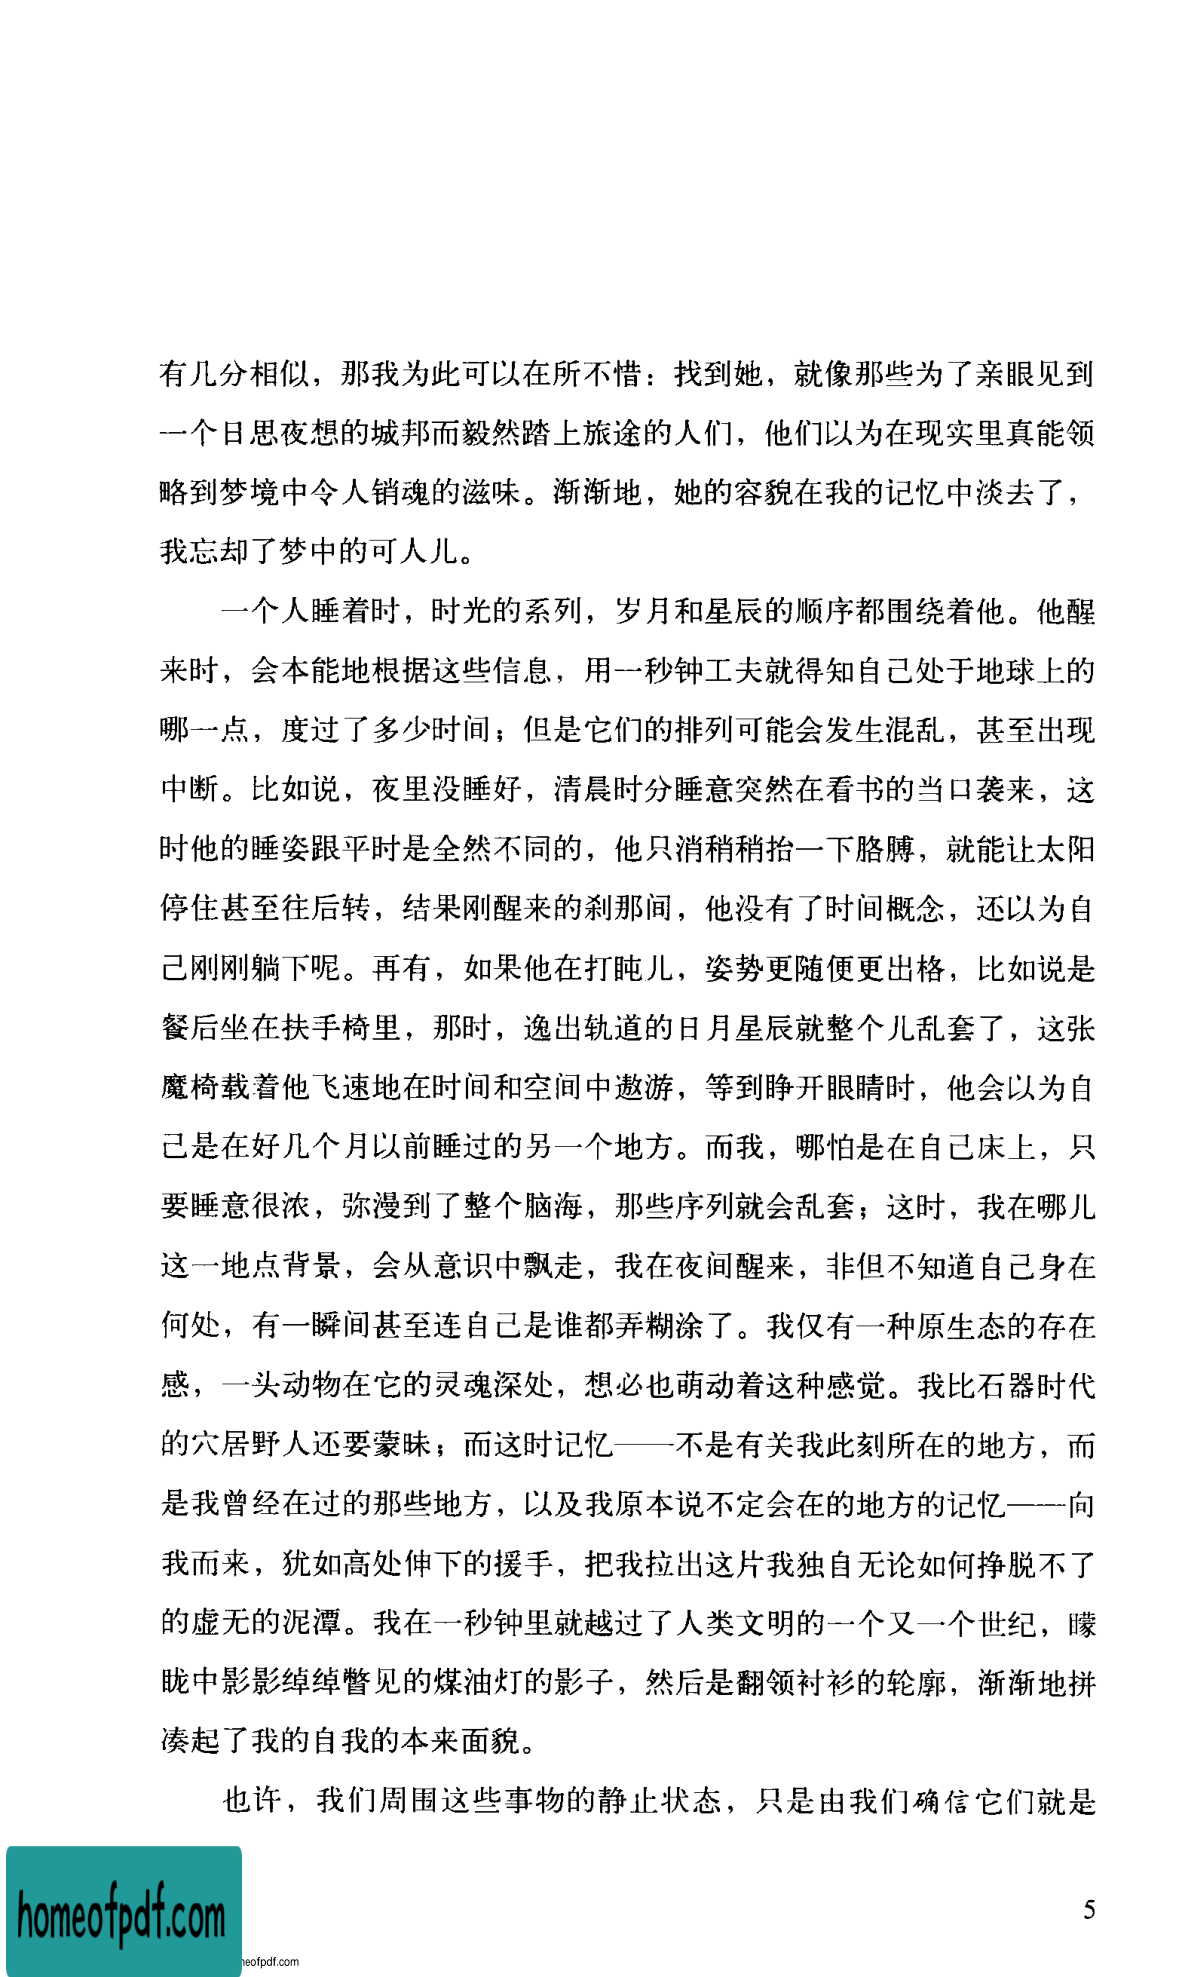 有几分相似，那我为此可以在所不惜：找到她，就像那些为了亲眼见到
一个日思夜想的城邦而毅然踏上旅途的人们，他们以为在现实里真能领
略到梦境中令人销魂的滋味。渐渐地，她的容貌在我的记忆中淡去了，
我忘却了梦中的可人儿。
一个人睡着时，时光的系列，岁月和星辰的顺序都围绕着他。他醒
来时，会本能地根据这些信息，用一秒钟工夫就得知自己处于地球上的
哪一点，度过了多少时间；但是它们的排列可能会发生混乱，甚至出现
中断。比如说，夜里没睡好，清晨时分睡意突然在看书的当口袭来，这
时他的睡姿跟平时是全然不同的，他只消稍稍抬一下胳膊，就能让太阳
停住甚至往后转，结果刚醒来的刹那间，他没有了时间概念，还以为自
己刚刚躺下呢。再有，如果他在打盹儿，姿势更随便更出格，比如说是
餐后坐在扶手椅里，那时，逸出轨道的日月星辰就整个儿乱套了，这张
魔椅载着他飞速地在时间和空间中遨游，等到睁开眼睛时，他会以为自
己是在好几个月以前睡过的另一个地方。而我，哪怕是在自己床上，只
要睡意很浓，弥漫到了整个脑海，那些序列就会乱套；这时，我在哪儿
这一地点背景，会从意识中飘走，我在夜间醒来，非但不知道自己身在
何处，有一瞬间甚至连自己是谁都弄糊涂了。我仅有一种原生态的存在
感，一头动物在它的灵魂深处，想必也萌动着这种感觉。我比石器时代
的穴居野人还要蒙昧；而这时记忆——不是有关我此刻所在的地方，而
是我曾经在过的那些地方，以及我原本说不定会在的地方的记忆——向
我而来，犹如高处伸下的援手，把我拉出这片我独自无论如何挣脱不了
的虚无的泥潭。我在一秒钟里就越过了人类文明的一个又一个世纪，朦
胧中影影绰绰瞥见的煤油灯的影子，然后是翻领衬衫的轮廓，渐渐地拼
凑起了我的自我的本来面貌。
也许，我们周围这些事物的静止状态，只是由我们确信它们就是
5
homeofpdf.com
eofpdf.com